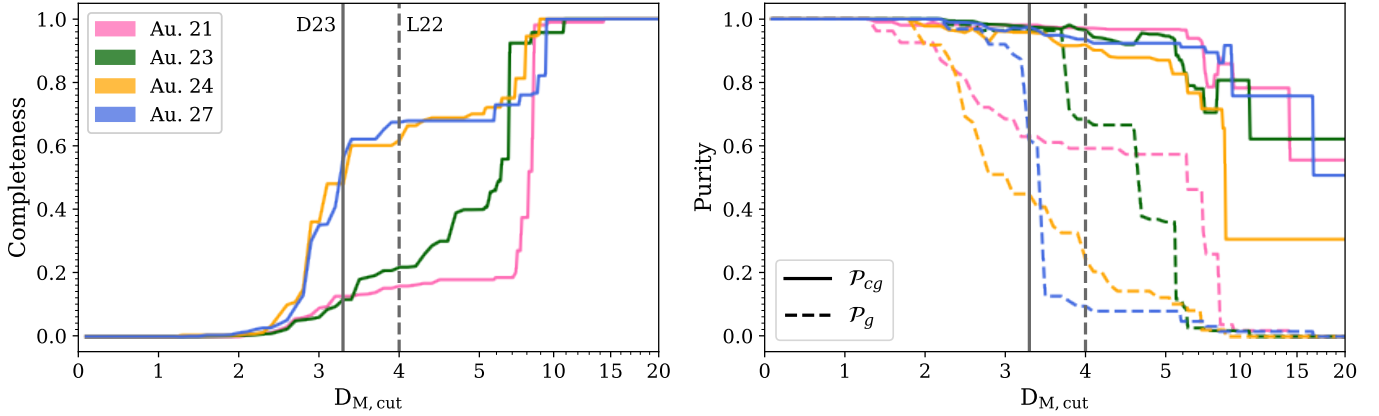 1.0
0.8
0.6
0.4
0.2
0.0
Completeness
D23
L22
Au. 21
Au. 23
Au. 24
Au. 27
0 1 2 3 4 5 10 15 20
D_M, cut
1.0
0.8
0.6
0.4
0.2
0.0
Purity
𝒫_cg
𝒫_g
0 1 2 3 4 5 10 15 20
D_M, cut